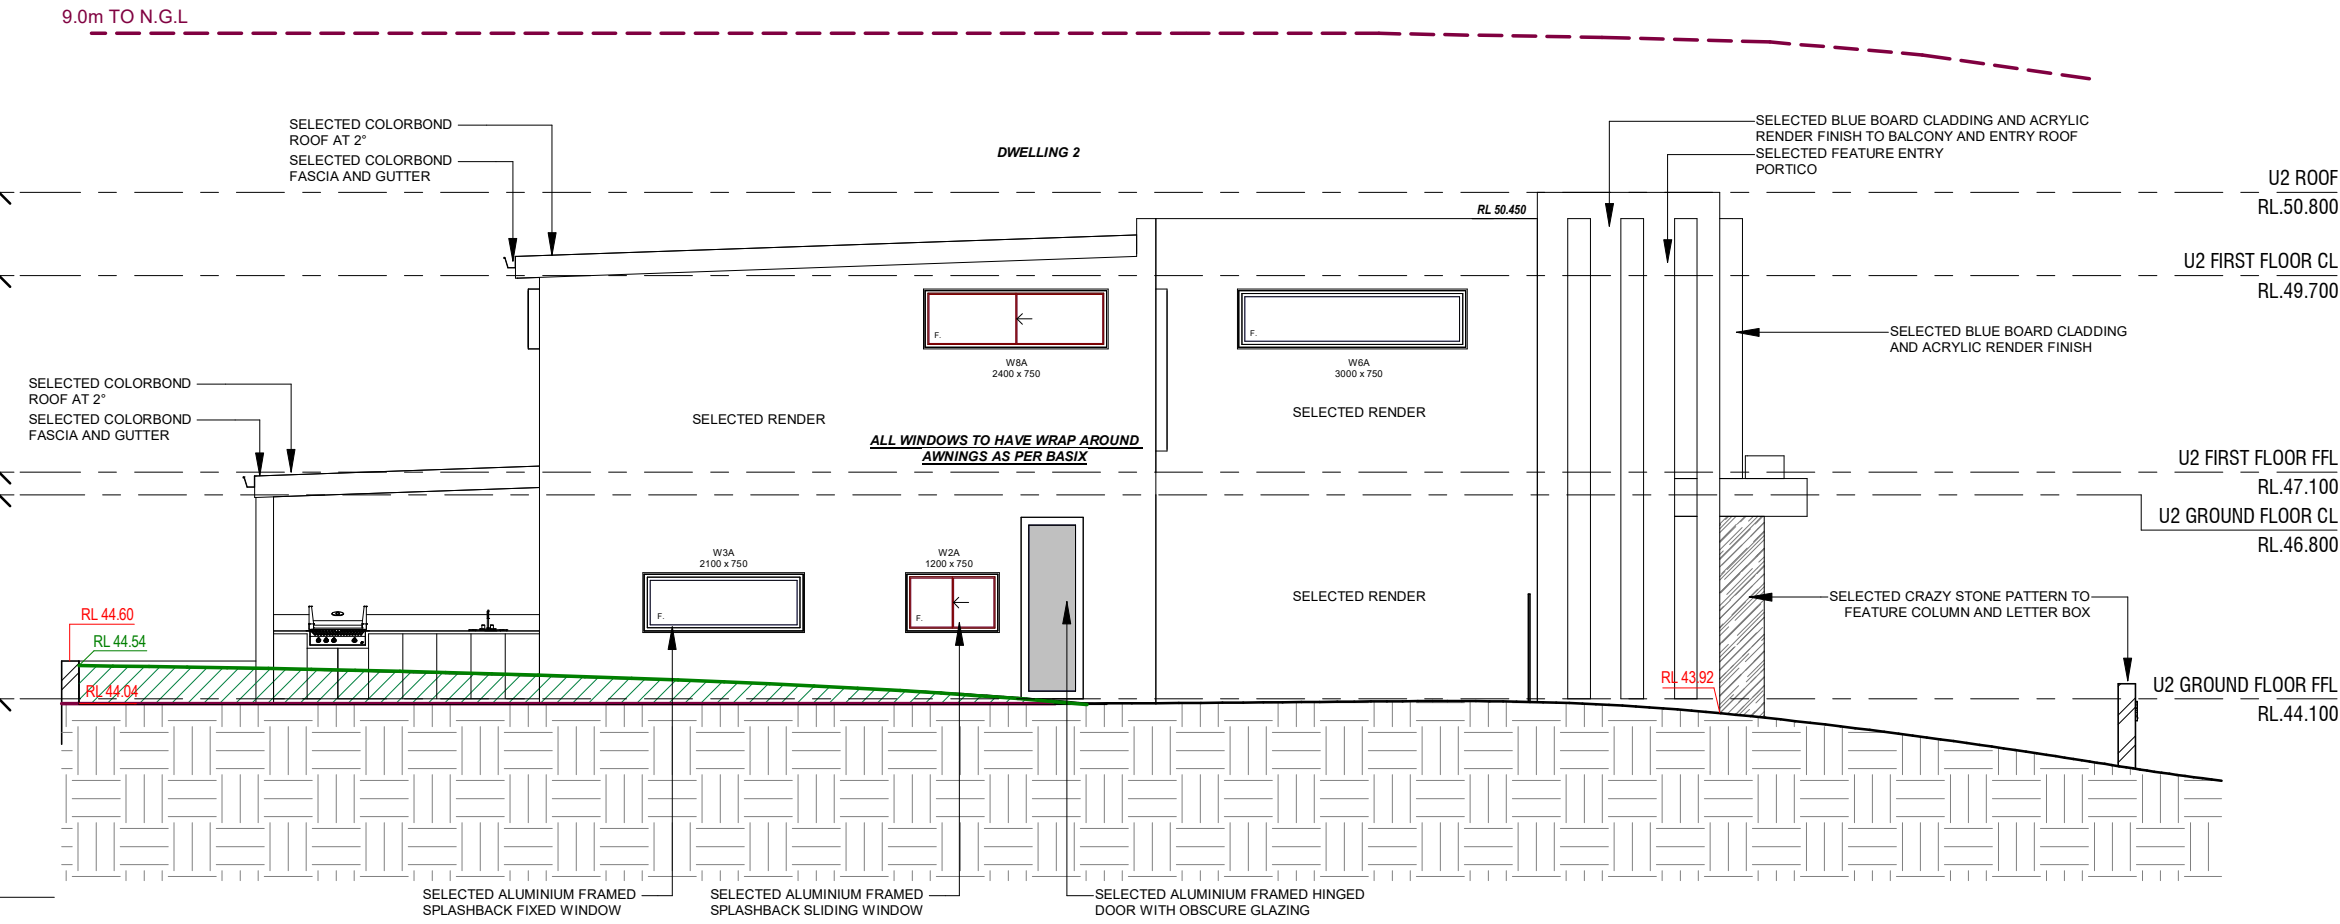 9.0m TO N.G.L
SELECTED COLORBOND
ROOF AT 2°
SELECTED COLORBOND
FASCIA AND GUTTER
DWELLING 2
SELECTED BLUE BOARD CLADDING AND ACRYLIC
RENDER FINISH TO BALCONY AND ENTRY ROOF
SELECTED FEATURE ENTRY
PORTICO
U2 ROOF
RL.50.800
RL 50.450
U2 FIRST FLOOR CL
RL.49.700
F.
W8A
2400 x 750
F.
W6A
3000 x 750
SELECTED BLUE BOARD CLADDING
AND ACRYLIC RENDER FINISH
SELECTED COLORBOND
ROOF AT 2°
SELECTED COLORBOND
FASCIA AND GUTTER
SELECTED RENDER
SELECTED RENDER
ALL WINDOWS TO HAVE WRAP AROUND
AWNINGS AS PER BASIX
U2 FIRST FLOOR FFL
RL.47.100
U2 GROUND FLOOR CL
RL.46.800
W3A
2100 x 750
F.
W2A
1200 x 750
F.
SELECTED RENDER
SELECTED CRAZY STONE PATTERN TO
FEATURE COLUMN AND LETTER BOX
RL 44.60
RL 44.54
RL 44.04
RL 43.92
U2 GROUND FLOOR FFL
RL.44.100
SELECTED ALUMINIUM FRAMED
SPLASHBACK FIXED WINDOW
SELECTED ALUMINIUM FRAMED
SPLASHBACK SLIDING WINDOW
SELECTED ALUMINIUM FRAMED HINGED
DOOR WITH OBSCURE GLAZING